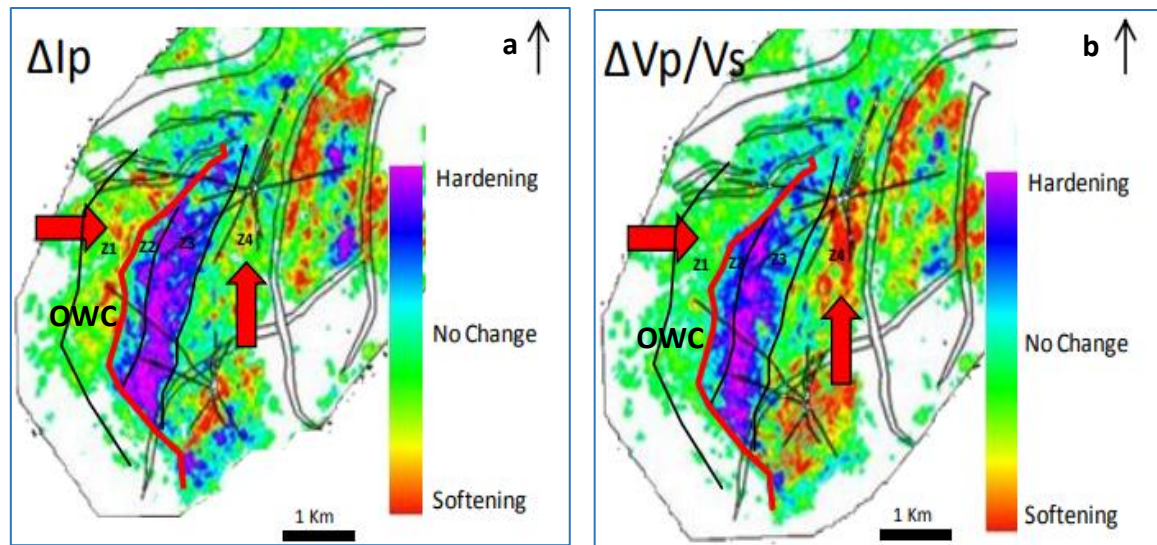 ΔIp
a
Hardening
Z1
Z2
Z3
Z4
OWC
No Change
Softening
1 Km
ΔVp/Vs
b
Hardening
Z1
Z2
Z3
Z4
OWC
No Change
Softening
1 Km